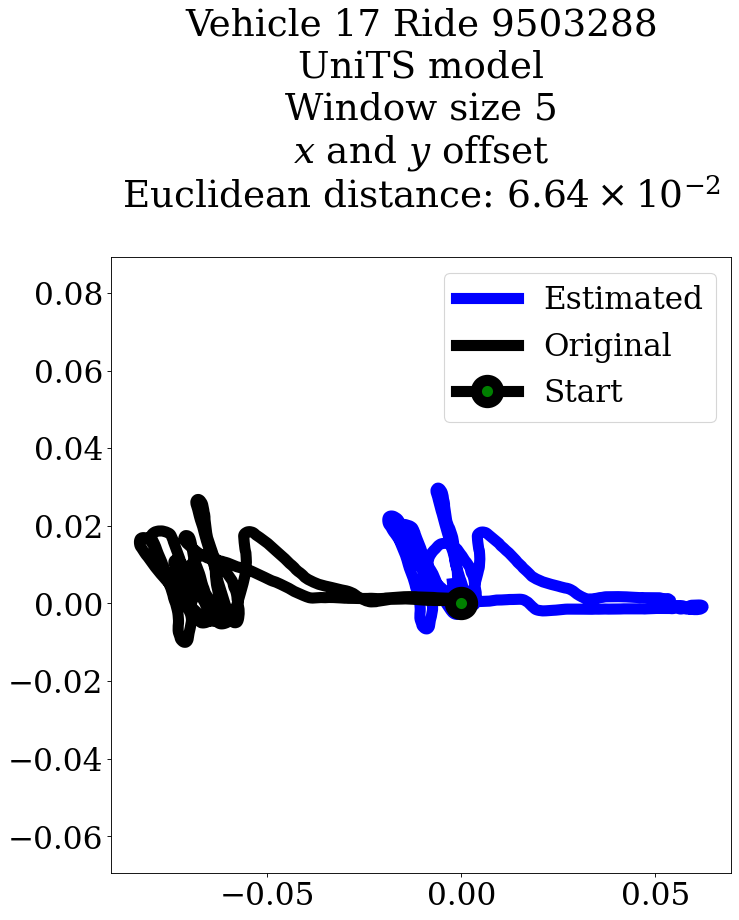 Vehicle 17 Ride 9503288
UniTS model
Window size 5
x and y offset
Euclidean distance: 6.64 × 10⁻²
Estimated
Original
Start
0.08
0.06
0.04
0.02
0.00
−0.02
−0.04
−0.06
−0.05
0.00
0.05